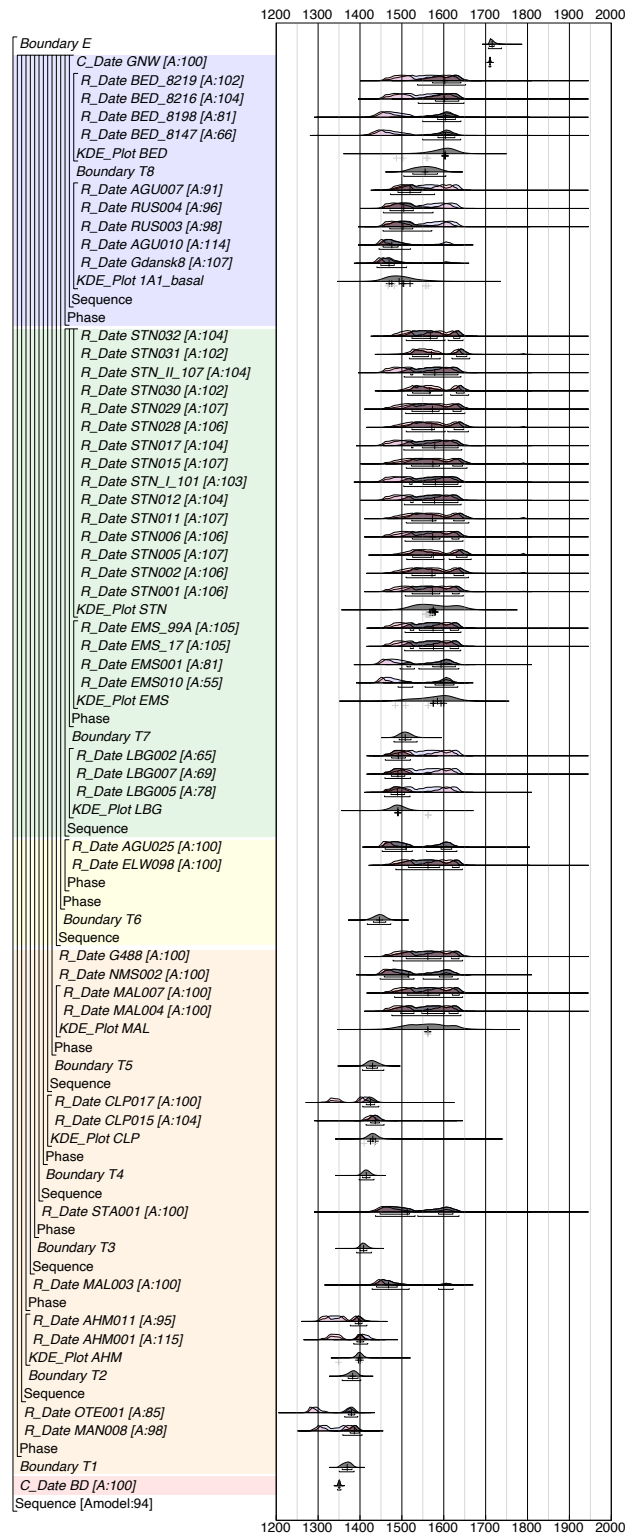 1200 1300 1400 1500 1600 1700 1800 1900 2000
Boundary E
C_Date GNW [A:100]
R_Date BED_8219 [A:102]
R_Date BED_8216 [A:104]
R_Date BED_8198 [A:81]
R_Date BED_8147 [A:66]
KDE_Plot BED
Boundary T8
R_Date AGU007 [A:91]
R_Date RUS004 [A:96]
R_Date RUS003 [A:98]
R_Date AGU010 [A:114]
R_Date Gdansk8 [A:107]
KDE_Plot 1A1_basal
Sequence
Phase
R_Date STN032 [A:104]
R_Date STN031 [A:102]
R_Date STN_II_107 [A:104]
R_Date STN030 [A:102]
R_Date STN029 [A:107]
R_Date STN028 [A:106]
R_Date STN017 [A:104]
R_Date STN015 [A:107]
R_Date STN_I_101 [A:103]
R_Date STN012 [A:104]
R_Date STN011 [A:107]
R_Date STN006 [A:106]
R_Date STN005 [A:107]
R_Date STN002 [A:106]
R_Date STN001 [A:106]
KDE_Plot STN
R_Date EMS_99A [A:105]
R_Date EMS_17 [A:105]
R_Date EMS001 [A:81]
R_Date EMS010 [A:55]
KDE_Plot EMS
Phase
Boundary T7
R_Date LBG002 [A:65]
R_Date LBG007 [A:69]
R_Date LBG005 [A:78]
KDE_Plot LBG
Sequence
R_Date AGU025 [A:100]
R_Date ELW098 [A:100]
Phase
Phase
Boundary T6
Sequence
R_Date G488 [A:100]
R_Date NMS002 [A:100]
R_Date MAL007 [A:100]
R_Date MAL004 [A:100]
KDE_Plot MAL
Phase
Boundary T5
Sequence
R_Date CLP017 [A:100]
R_Date CLP015 [A:104]
KDE_Plot CLP
Phase
Boundary T4
Sequence
R_Date STA001 [A:100]
Phase
Boundary T3
Sequence
R_Date MAL003 [A:100]
Phase
R_Date AHM011 [A:95]
R_Date AHM001 [A:115]
KDE_Plot AHM
Boundary T2
Sequence
R_Date OTE001 [A:85]
R_Date MAN008 [A:98]
Phase
Boundary T1
C_Date BD [A:100]
Sequence [Amodel:94]
1200 1300 1400 1500 1600 1700 1800 1900 2000